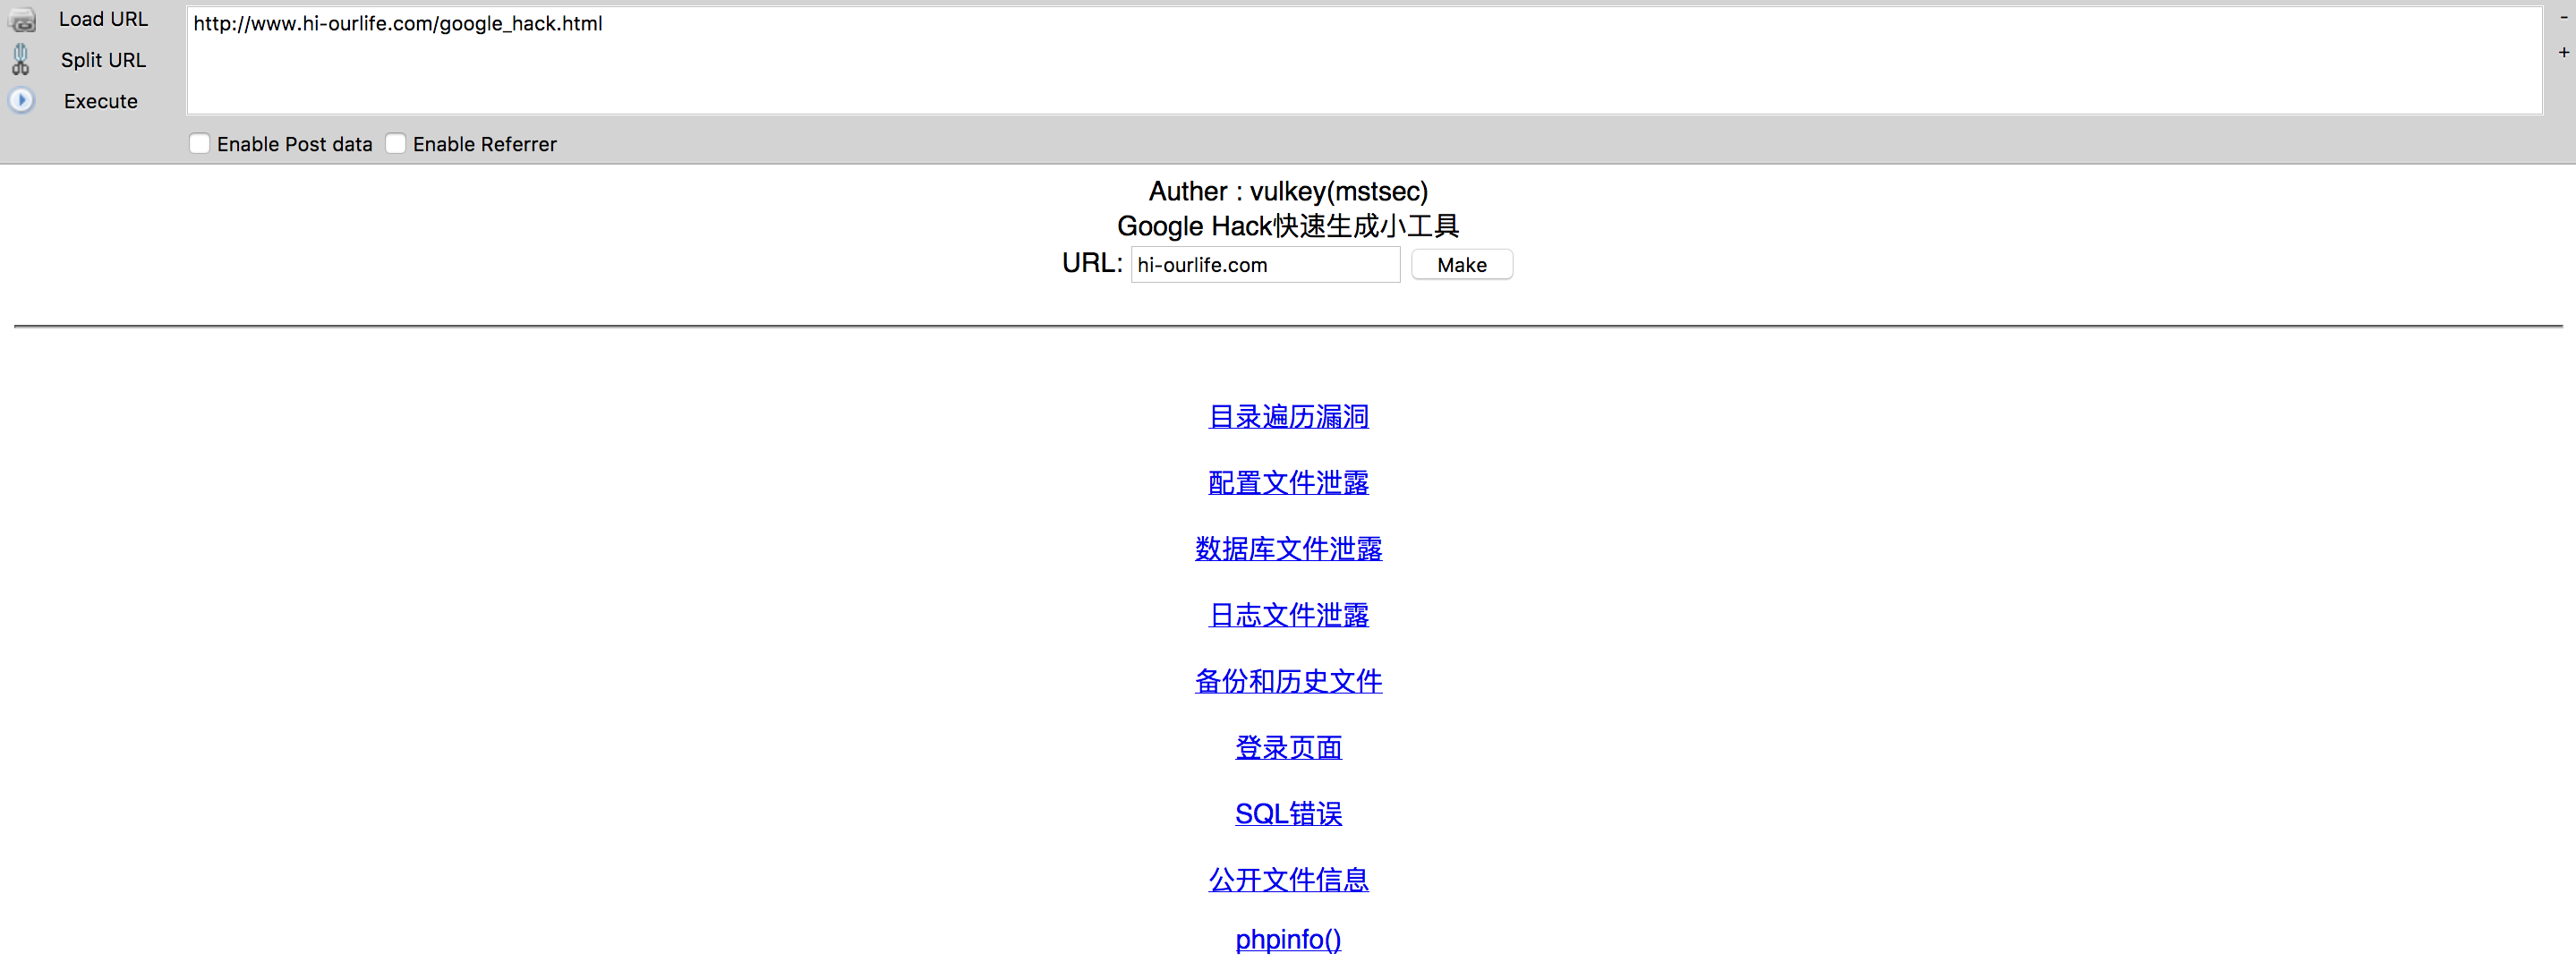 Load URL
http://www.hi-ourlife.com/google_hack.html
-
Split URL
+
Execute
Enable Post data Enable Referrer
Auther : vulkey(mstsec)
Google Hack快速生成小工具
URL: hi-ourlife.com Make
目录遍历漏洞
配置文件泄露
数据库文件泄露
日志文件泄露
备份和历史文件
登录页面
SQL错误
公开文件信息
phpinfo()